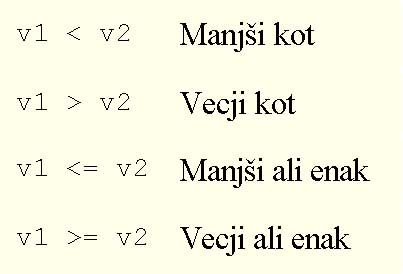 v1 < v2 Manjši kot
v1 > v2 Vecji kot
v1 <= v2 Manjši ali enak
v1 >= v2 Vecji ali enak